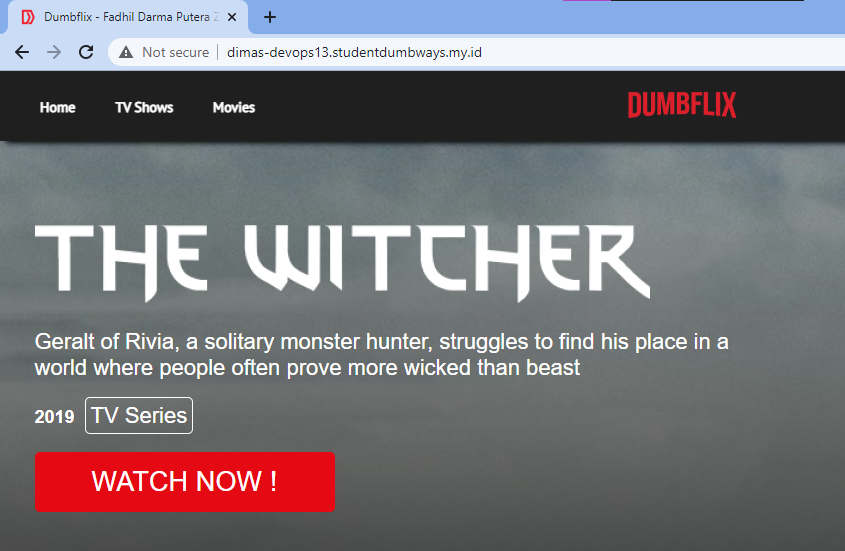 Dumbflix - Fadhil Darma Putera Z
Not secure
dimas-devops13.studentdumbways.my.id
Home
TV Shows
Movies
DUMBFLIX
THE WITCHER
Geralt of Rivia, a solitary monster hunter, struggles to find his place in a
world where people often prove more wicked than beast
2019 TV Series
WATCH NOW !